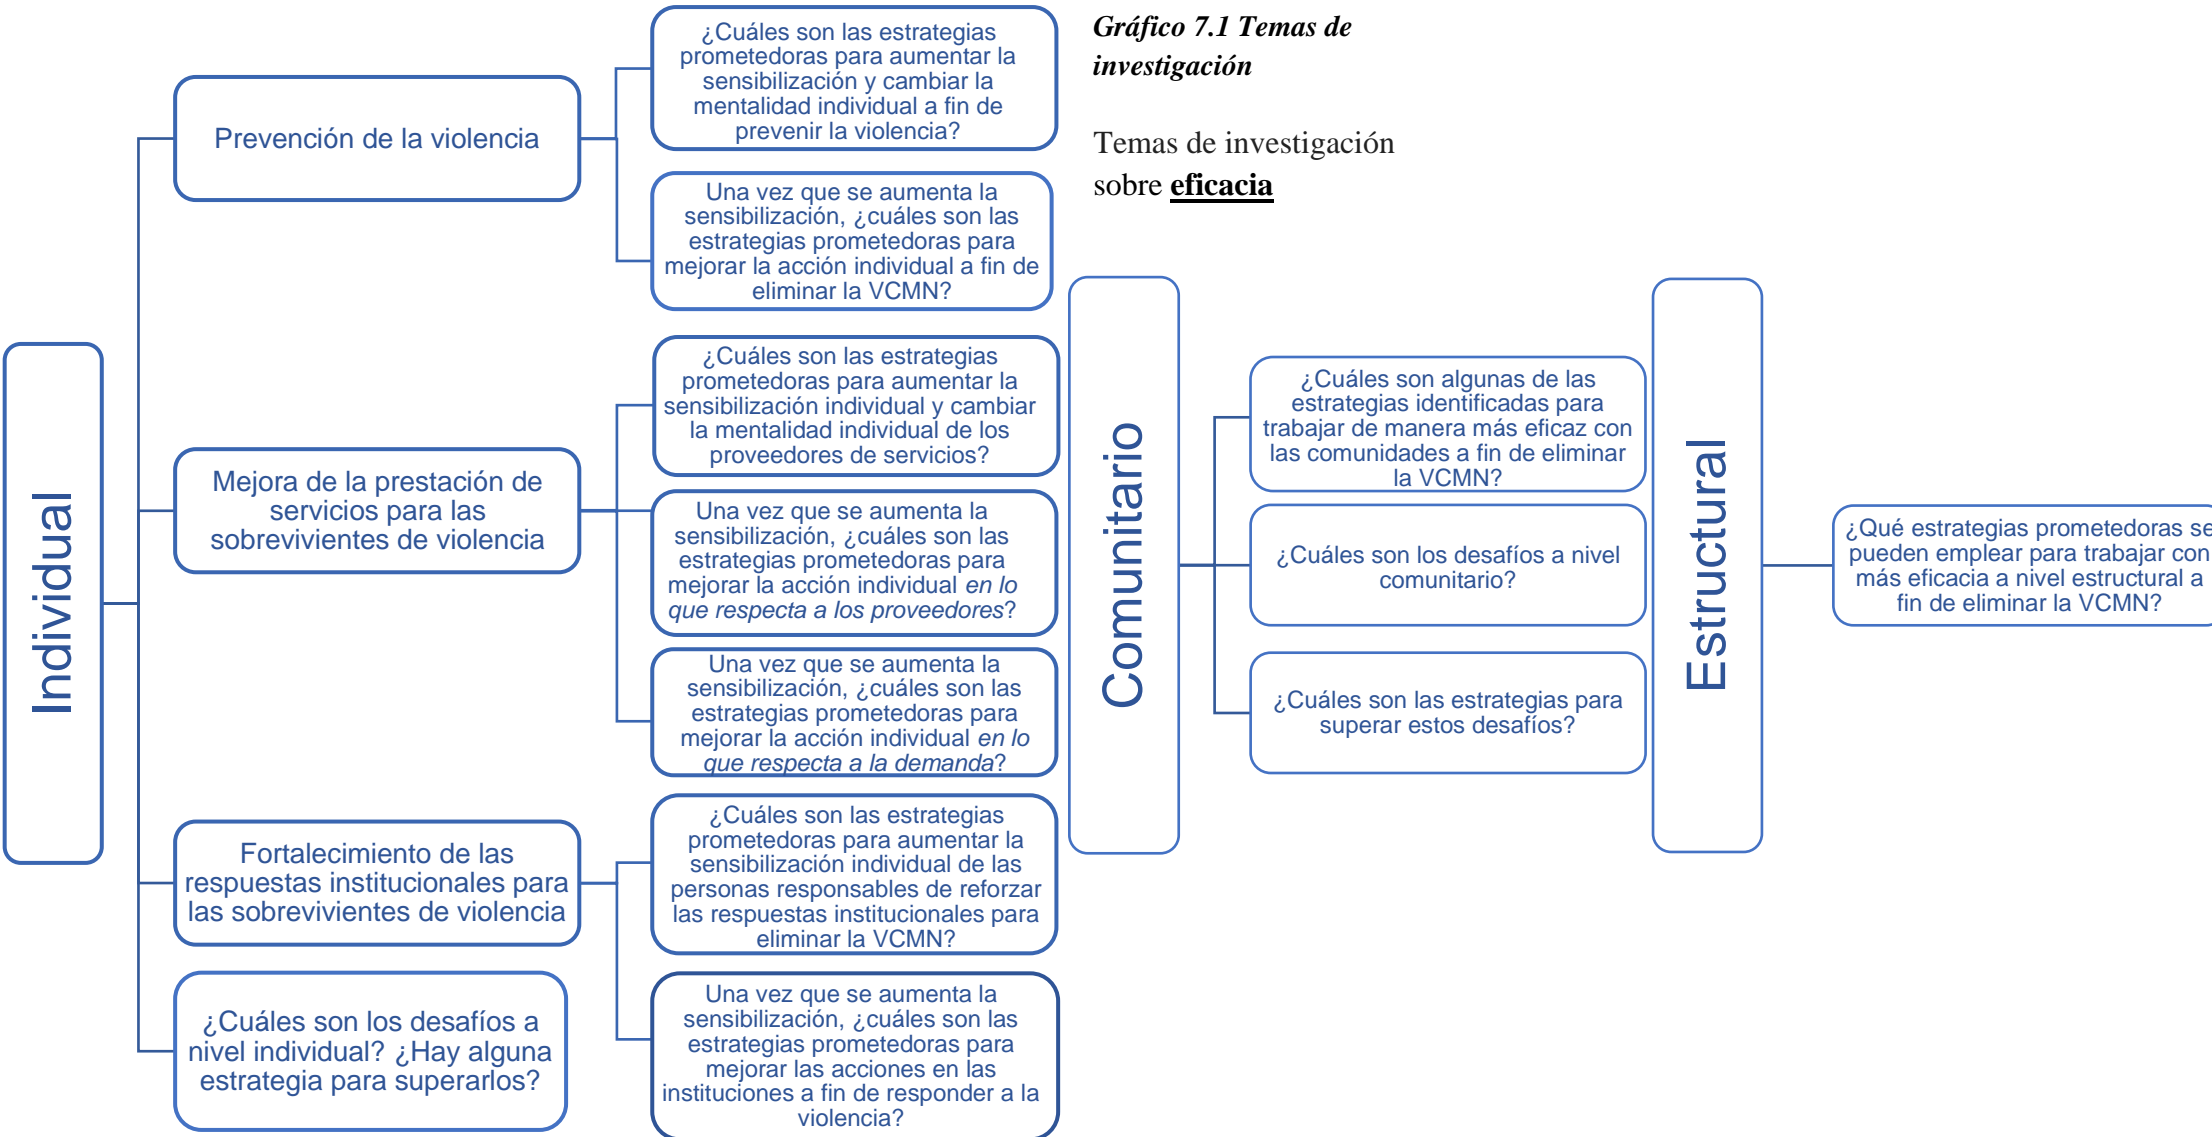 Gráfico 7.1 Temas de
investigación
Temas de investigación
sobre eficacia
Individual
Prevención de la violencia
¿Cuáles son las estrategias
prometedoras para aumentar la
sensibilización y cambiar la
mentalidad individual a fin de
prevenir la violencia?
Una vez que se aumenta la
sensibilización, ¿cuáles son las
estrategias prometedoras para
mejorar la acción individual a fin de
eliminar la VCMN?
Mejora de la prestación de
servicios para las
sobrevivientes de violencia
¿Cuáles son las estrategias
prometedoras para aumentar la
sensibilización individual y cambiar
la mentalidad individual de los
proveedores de servicios?
Una vez que se aumenta la
sensibilización, ¿cuáles son las
estrategias prometedoras para
mejorar la acción individual en lo
que respecta a los proveedores?
Una vez que se aumenta la
sensibilización, ¿cuáles son las
estrategias prometedoras para
mejorar la acción individual en lo
que respecta a la demanda?
Fortalecimiento de las
respuestas institucionales para
las sobrevivientes de violencia
¿Cuáles son las estrategias
prometedoras para aumentar la
sensibilización individual de las
personas responsables de reforzar
las respuestas institucionales para
eliminar la VCMN?
Una vez que se aumenta la
sensibilización, ¿cuáles son las
estrategias prometedoras para
mejorar las acciones en las
instituciones a fin de responder a la
violencia?
¿Cuáles son los desafíos a
nivel individual? ¿Hay alguna
estrategia para superarlos?
Comunitario
¿Cuáles son algunas de las
estrategias identificadas para
trabajar de manera más eficaz con
las comunidades a fin de eliminar
la VCMN?
¿Cuáles son los desafíos a nivel
comunitario?
¿Cuáles son las estrategias para
superar estos desafíos?
Estructural
¿Qué estrategias prometedoras se
pueden emplear para trabajar con
más eficacia a nivel estructural a
fin de eliminar la VCMN?